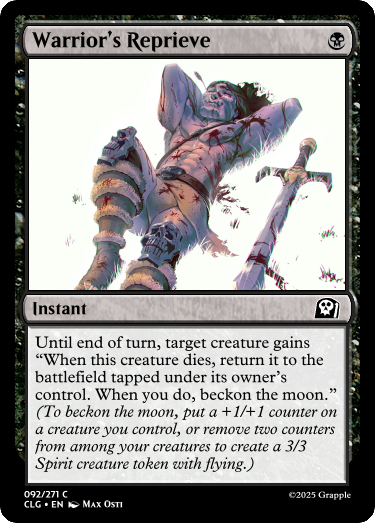 Warrior's Reprieve
Instant
Until end of turn, target creature gains
“When this creature dies, return it to the
battlefield tapped under its owner's
control. When you do, beckon the moon.”
(To beckon the moon, put a +1/+1 counter on
a creature you control, or remove two counters
from among your creatures to create a 3/3
Spirit creature token with flying.)
092/271 C
CLG • EN Max Osti
©2025 Grapple